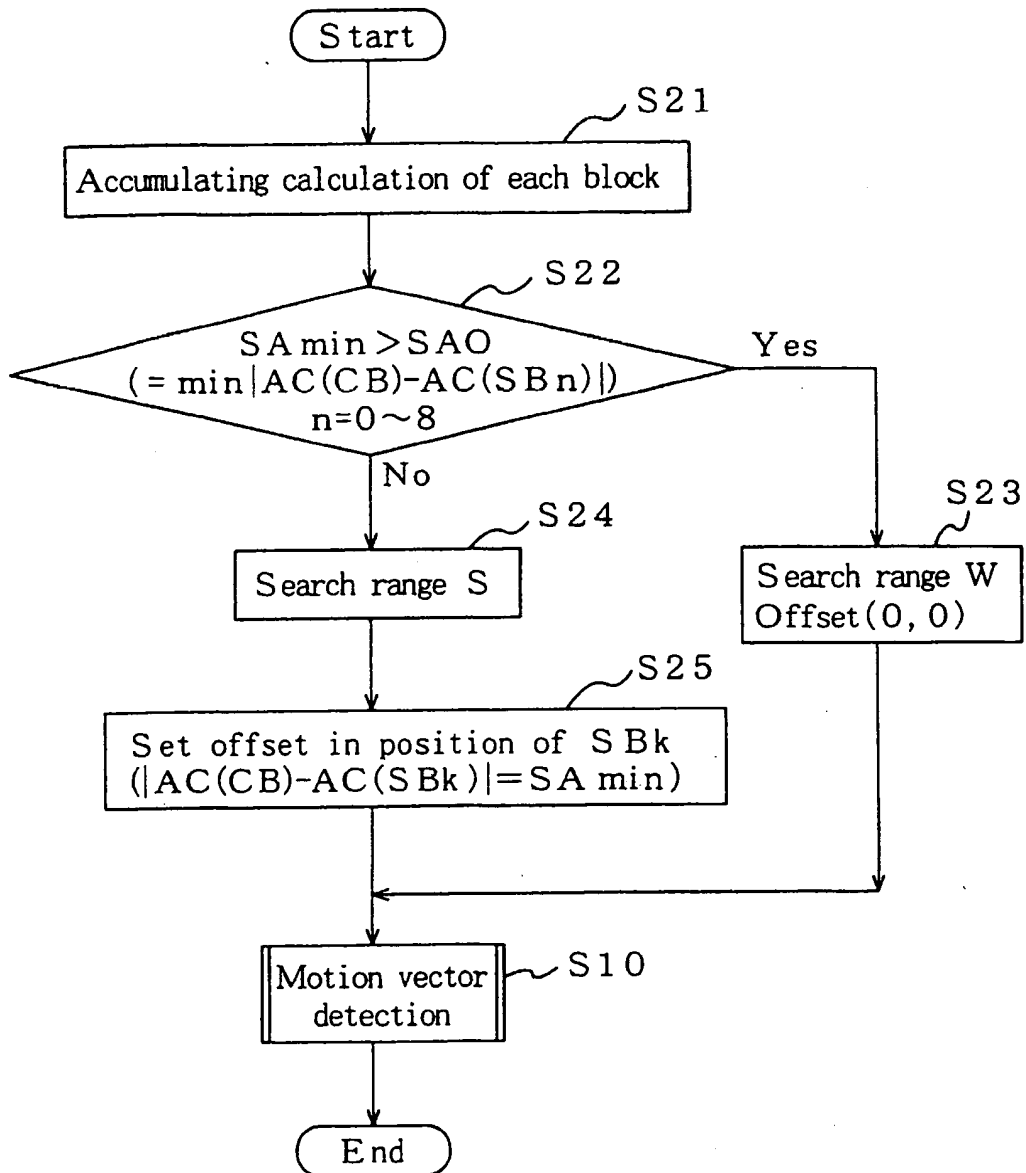 Start
S21
Accumulating calculation of each block
S22
SAmin>SAO
(=min|AC(CB)-AC(SBn)|)
n=0~8
Yes
No
S23
S24
Search range S
Search range W
Offset(0,0)
S25
Set offset in position of SBk
(|AC(CB)-AC(SBk)|=SAmin)
S10
Motion vector
detection
End